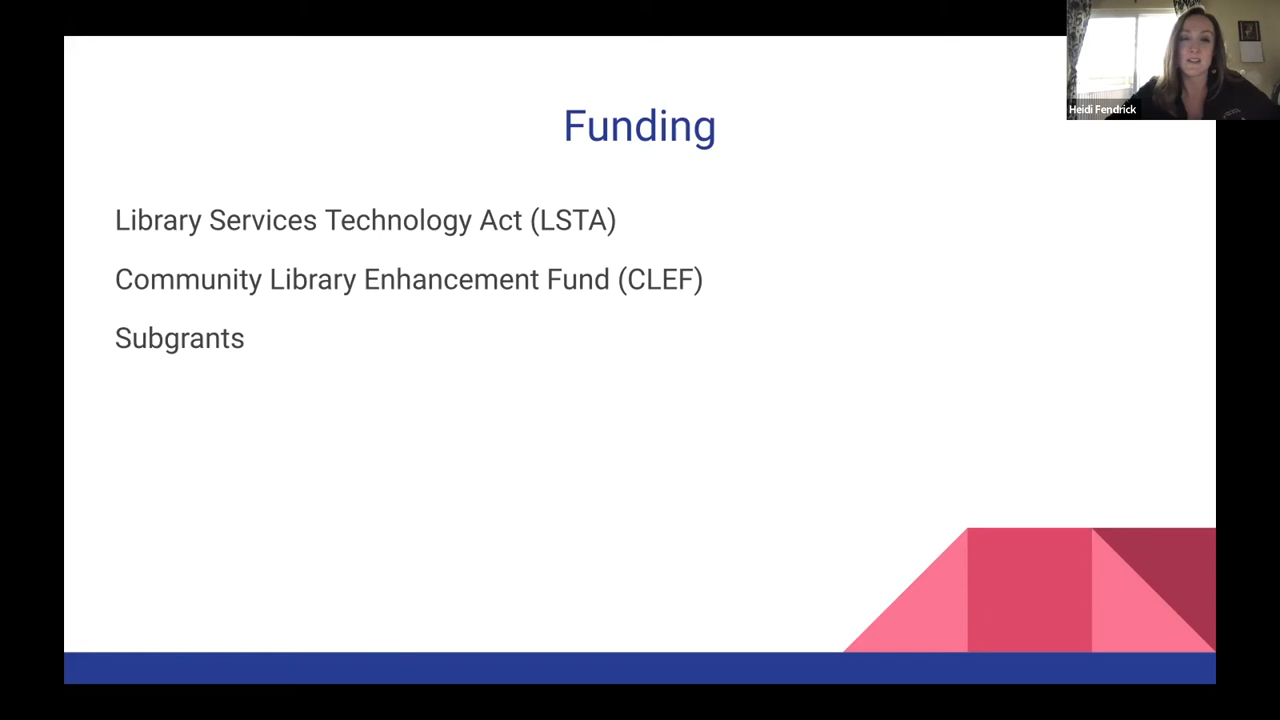 Heidi Fendrick
Funding
Library Services Technology Act (LSTA)
Community Library Enhancement Fund (CLEF)
Subgrants